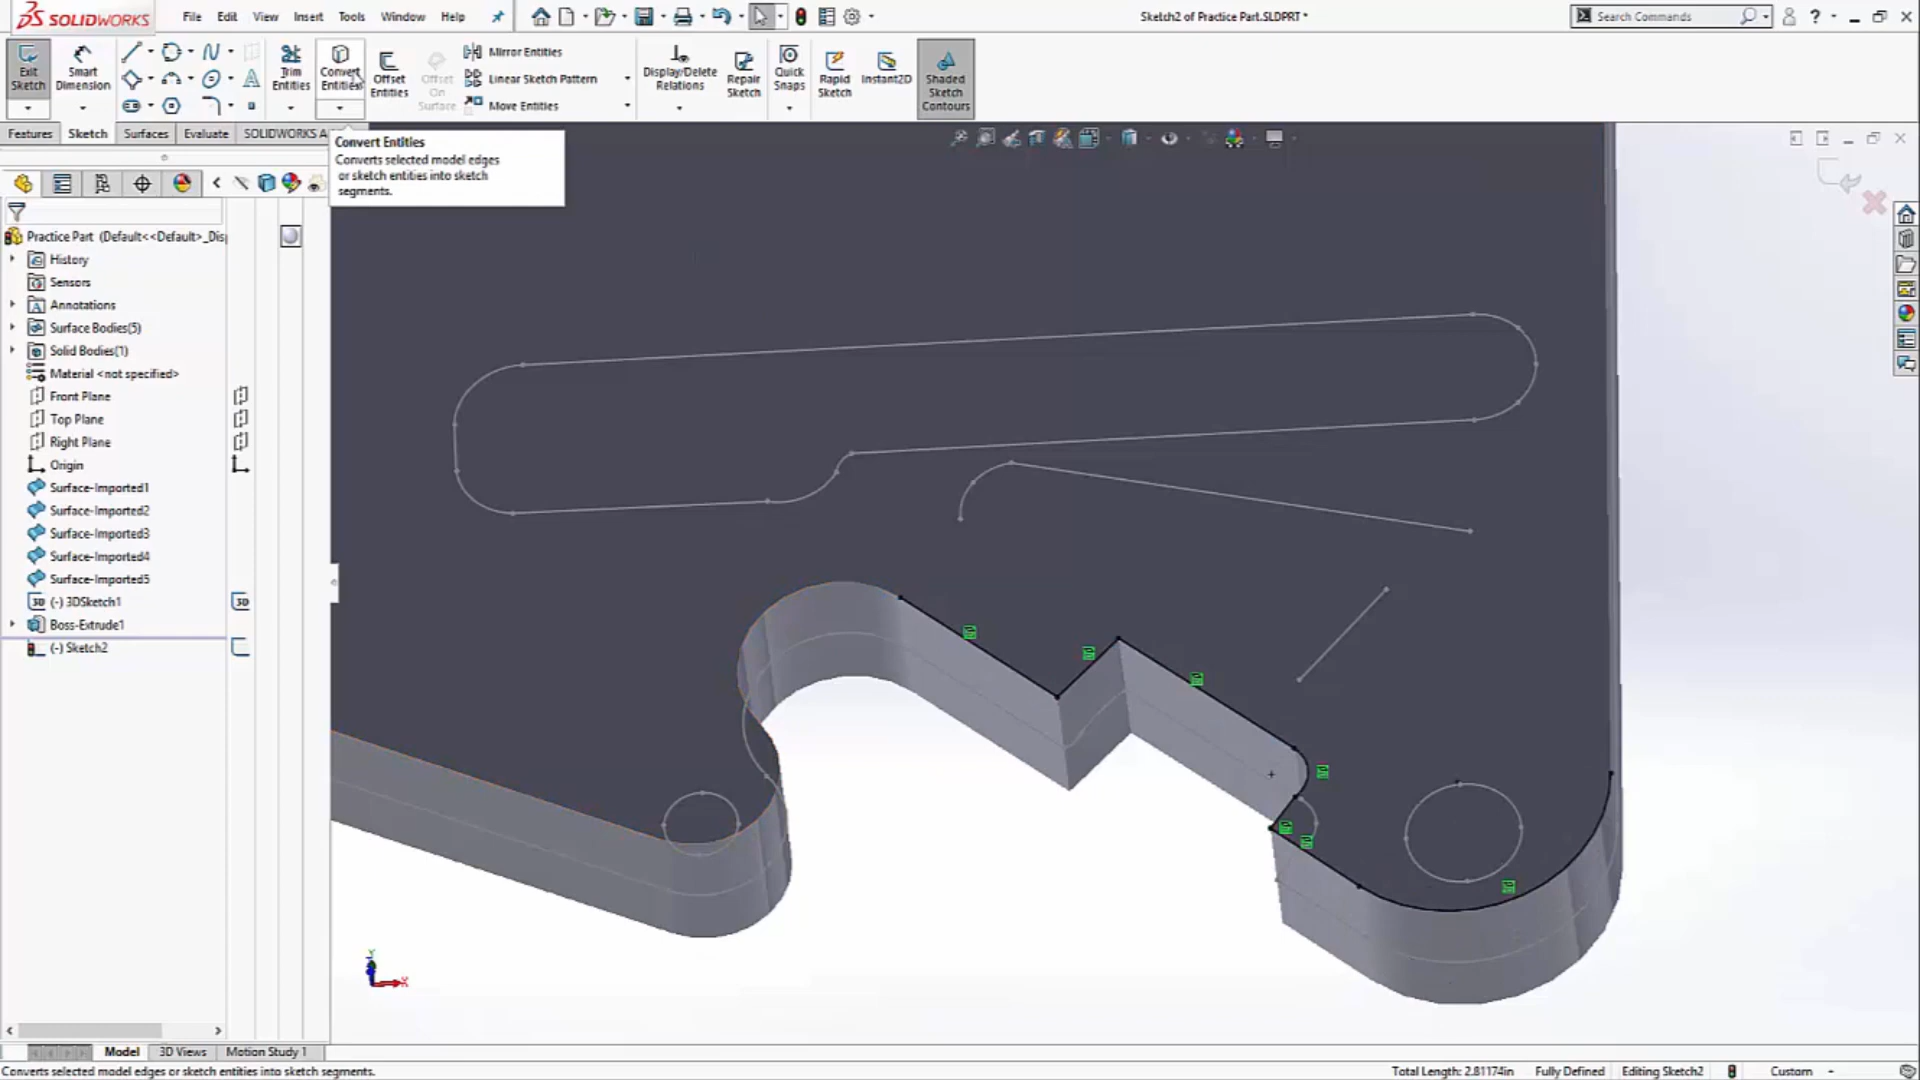 SOLIDWORKS
File Edit View Insert Tools Window Help
Sketch2 of Practice Part.SLDPRT *
Search Commands
Exit Sketch
Smart Dimension
Trim Entities
Convert Entities
Offset Entities
Offset On Surface
Mirror Entities
Linear Sketch Pattern
Move Entities
Display/Delete Relations
Repair Sketch
Quick Snaps
Rapid Sketch
Instant2D
Shaded Sketch Contours
Features Sketch Surfaces Evaluate SOLIDWORKS A
Convert Entities
Converts selected model edges
or sketch entities into sketch
segments.
Practice Part (Default<<Default>_Dis
History
Sensors
Annotations
Surface Bodies(5)
Solid Bodies(1)
Material <not specified>
Front Plane
Top Plane
Right Plane
Origin
Surface-Imported1
Surface-Imported2
Surface-Imported3
Surface-Imported4
Surface-Imported5
(-) 3DSketch1
Boss-Extrude1
(-) Sketch2
Model 3D Views Motion Study 1
Converts selected model edges or sketch entities into sketch segments.
Total Length: 2.81174in Fully Defined Editing Sketch2 Custom